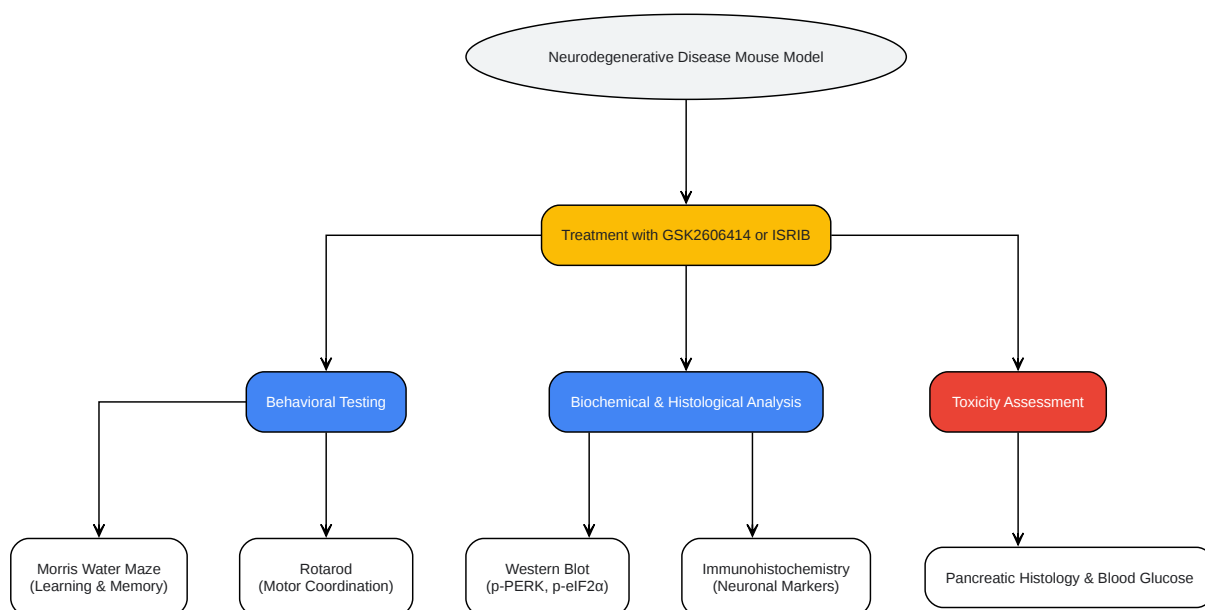 Neurodegenerative Disease Mouse Model
Treatment with GSK2606414 or ISRIB
Behavioral Testing
Biochemical & Histological Analysis
Toxicity Assessment
Morris Water Maze
(Learning & Memory)
Rotarod
(Motor Coordination)
Western Blot
(p-PERK, p-eIF2α)
Immunohistochemistry
(Neuronal Markers)
Pancreatic Histology & Blood Glucose